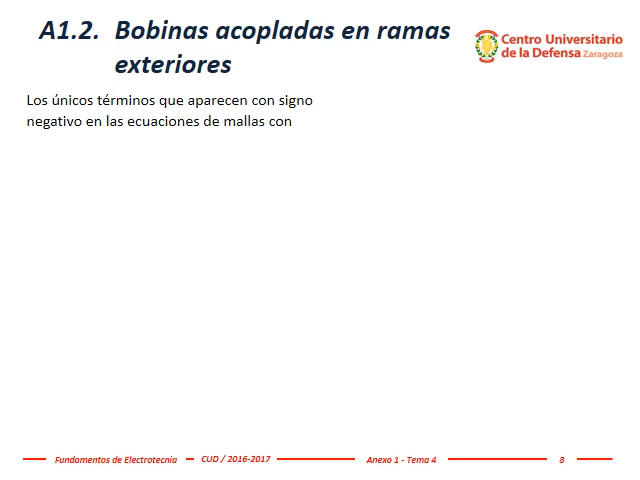 A1.2. Bobinas acopladas en ramas
exteriores
Centro Universitario
de la Defensa Zaragoza
Los únicos términos que aparecen con signo
negativo en las ecuaciones de mallas con
Fundamentos de Electrotecnia CUD / 2016-2017 Anexo 1 - Tema 4 8